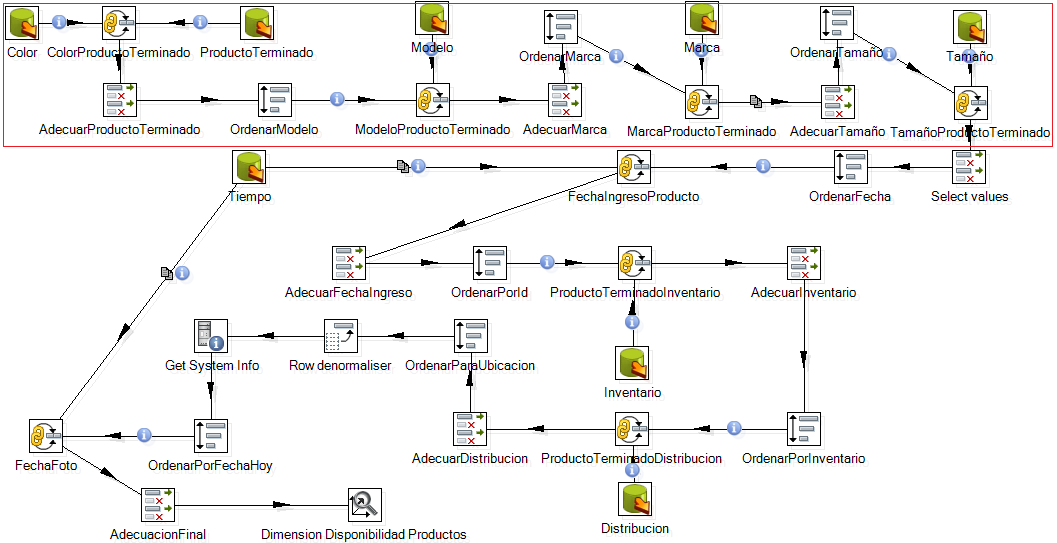 Color
ColorProductoTerminado
ProductoTerminado
Modelo
OrdenarMarca
Marca
OrdenarTamaño
Tamaño
AdecuarProductoTerminado
OrdenarModelo
ModeloProductoTerminado
AdecuarMarca
MarcaProductoTerminado
AdecuarTamaño
TamañoProductoTerminado
Tiempo
FechaIngresoProducto
OrdenarFecha
Select values
AdecuarFechaIngreso
OrdenarPorId
ProductoTerminadoInventario
AdecuarInventario
Get System Info
Row denormaliser
OrdenarParaUbicacion
Inventario
FechaFoto
OrdenarPorFechaHoy
AdecuarDistribucion
ProductoTerminadoDistribucion
OrdenarPorInventario
AdecuacionFinal
Dimension Disponibilidad Productos
Distribucion